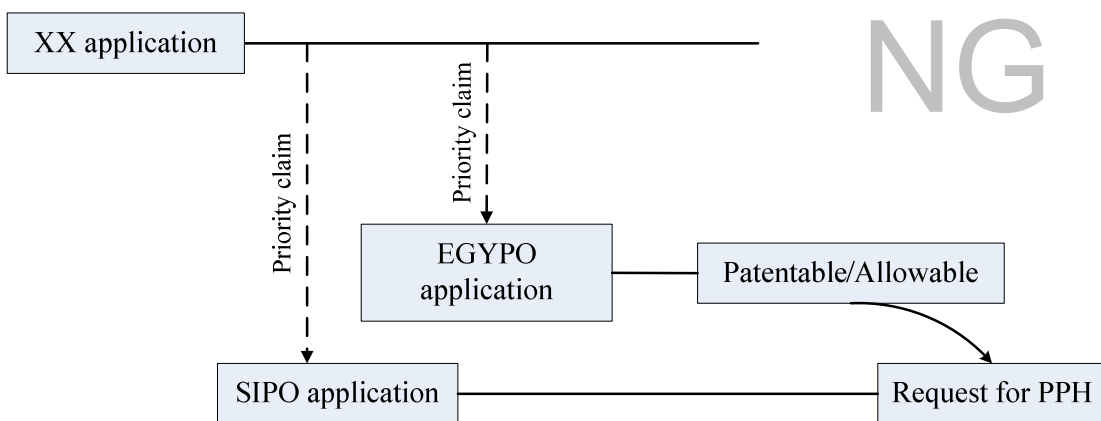 XX application
NG
Priority claim
Priority claim
EGYPO
application
Patentable/Allowable
SIPO application
Request for PPH